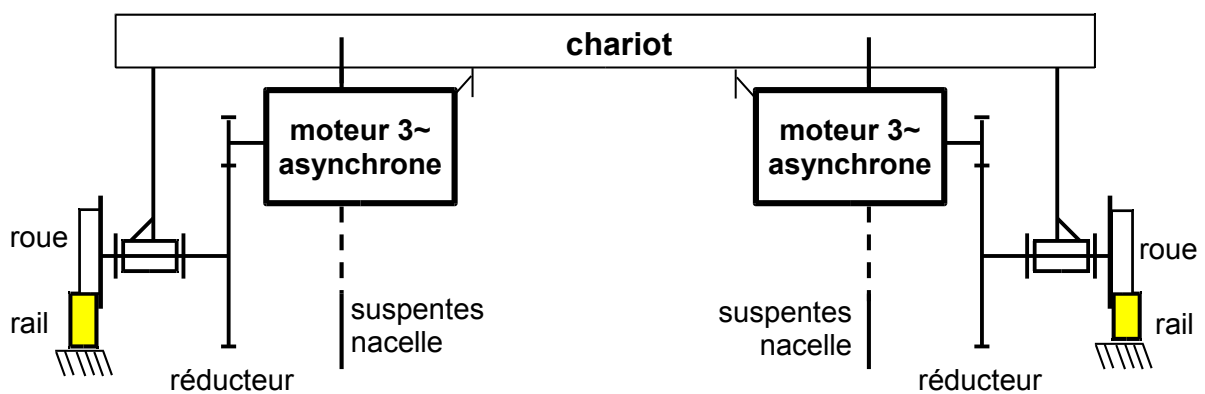 chariot
moteur 3~
asynchrone
moteur 3~
asynchrone
roue
roue
rail
suspentes
nacelle
suspentes
nacelle
rail
réducteur
réducteur